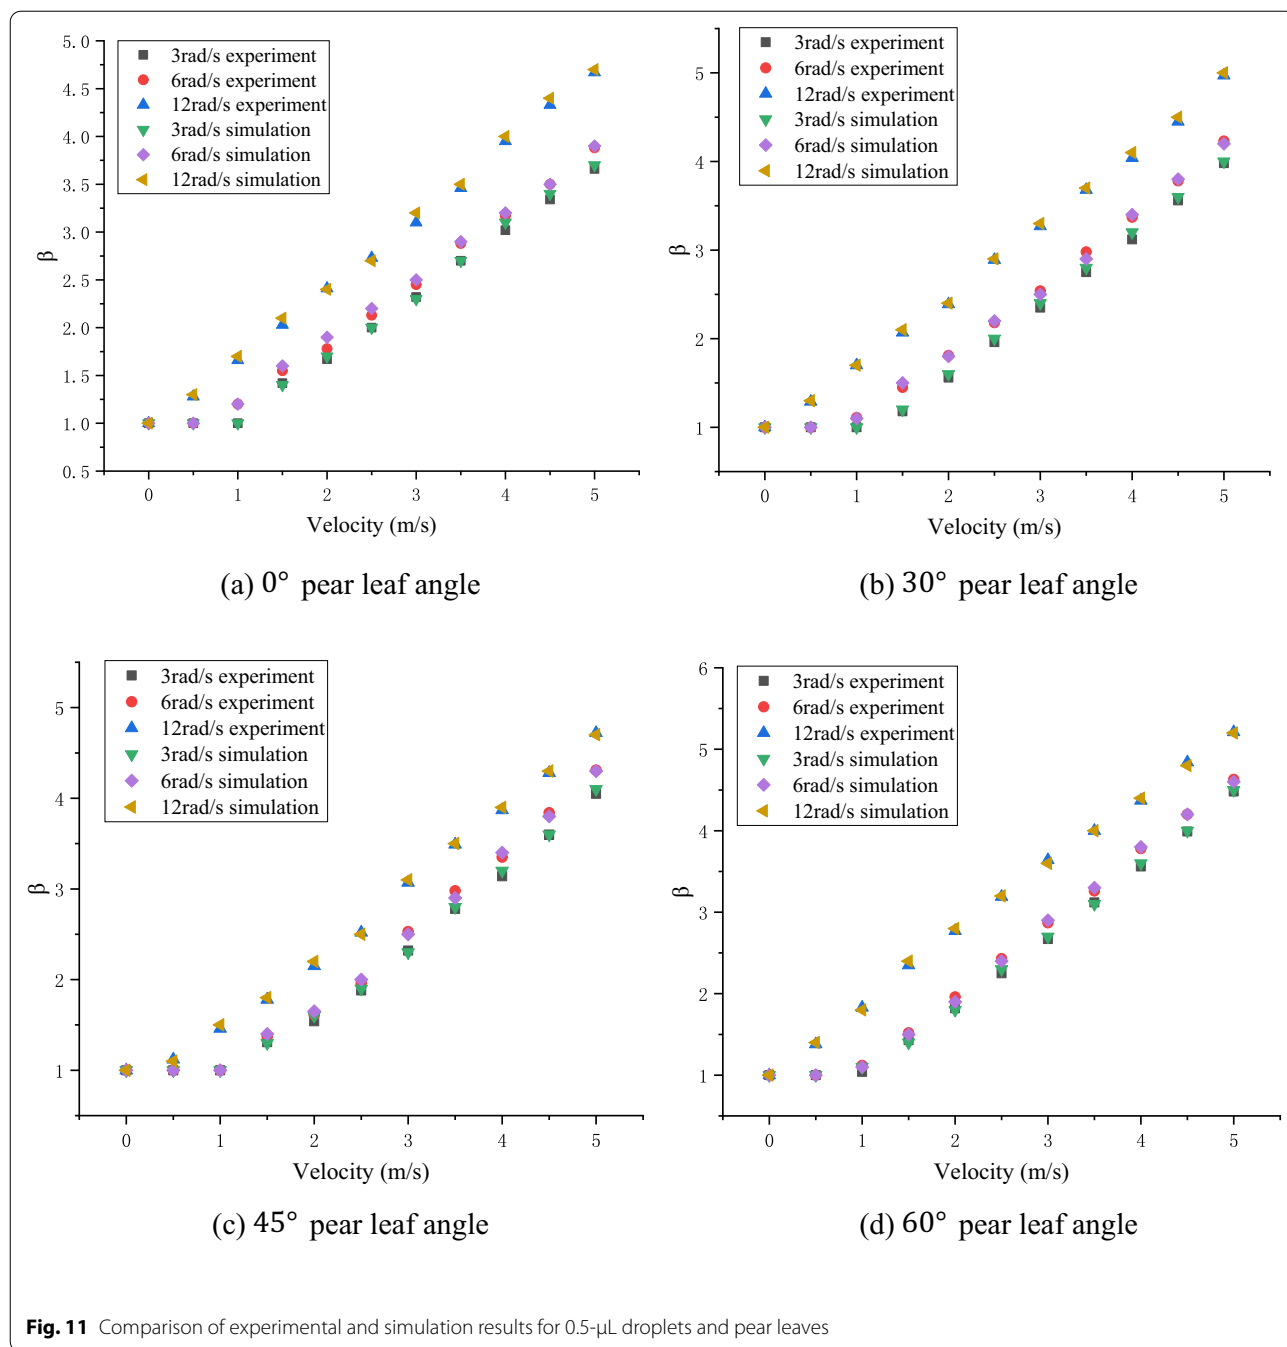 5.0
4.5
4.0
3.5
3.0
2.5
2.0
1.5
1.0
0.5
β
3rad/s experiment
6rad/s experiment
12rad/s experiment
3rad/s simulation
6rad/s simulation
12rad/s simulation
0 1 2 3 4 5
Velocity (m/s)
(a) 0° pear leaf angle
5
4
3
2
1
β
3rad/s experiment
6rad/s experiment
12rad/s experiment
3rad/s simulation
6rad/s simulation
12rad/s simulation
0 1 2 3 4 5
Velocity (m/s)
(b) 30° pear leaf angle
5
4
3
2
1
β
3rad/s experiment
6rad/s experiment
12rad/s experiment
3rad/s simulation
6rad/s simulation
12rad/s simulation
0 1 2 3 4 5
Velocity (m/s)
(c) 45° pear leaf angle
6
5
4
3
2
1
β
3rad/s experiment
6rad/s experiment
12rad/s experiment
3rad/s simulation
6rad/s simulation
12rad/s simulation
0 1 2 3 4 5
Velocity (m/s)
(d) 60° pear leaf angle
Fig. 11 Comparison of experimental and simulation results for 0.5-μL droplets and pear leaves